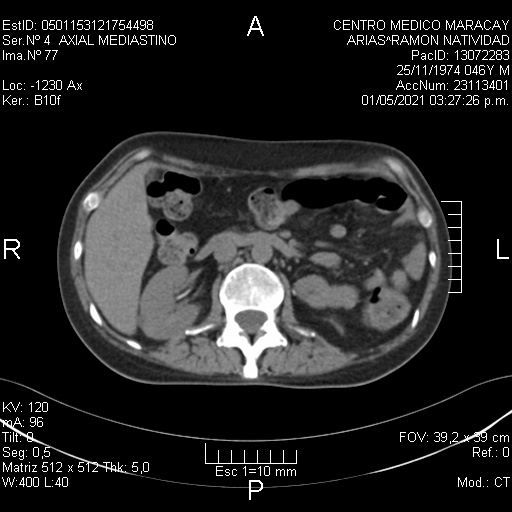 EstID: 0501153121754498
Ser.Nº 4 AXIAL MEDIASTINO
Ima.Nº 77
Loc: -1230 Ax
Ker.: B10f
A
CENTRO MEDICO MARACAY
ARIAS^RAMON NATIVIDAD
PacID: 13072283
25/11/1974 046Y M
AccNum: 23113401
01/05/2021 03:27:26 p.m.
R
L
KV: 120
mA: 96
Tilt: 0
Seg: 0,5
Matriz 512 x 512 Thk: 5,0
W:400 L:40
Esc 1=10 mm
P
FOV: 39,2 x 39 cm
Ref.: 0
Mod.: CT